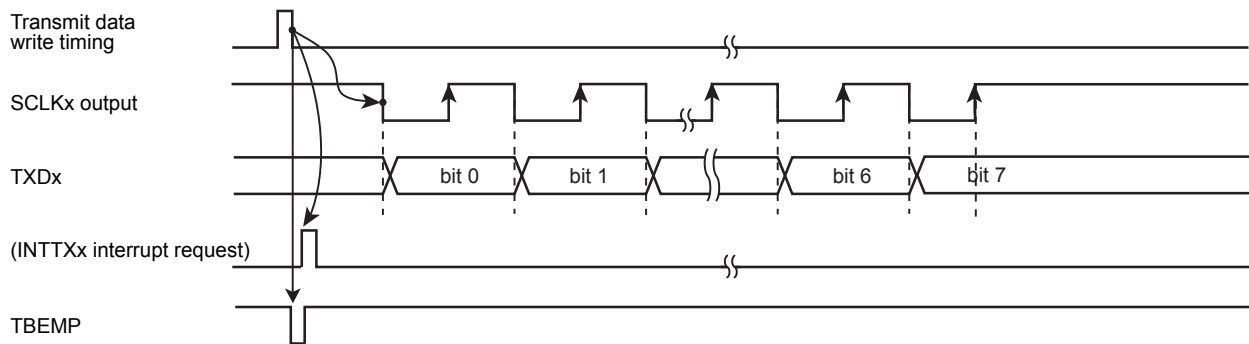 Transmit data
write timing
SCLKx output
TXDx
bit 0
bit 1
bit 6
bit 7
(INTTXx interrupt request)
TBEMP